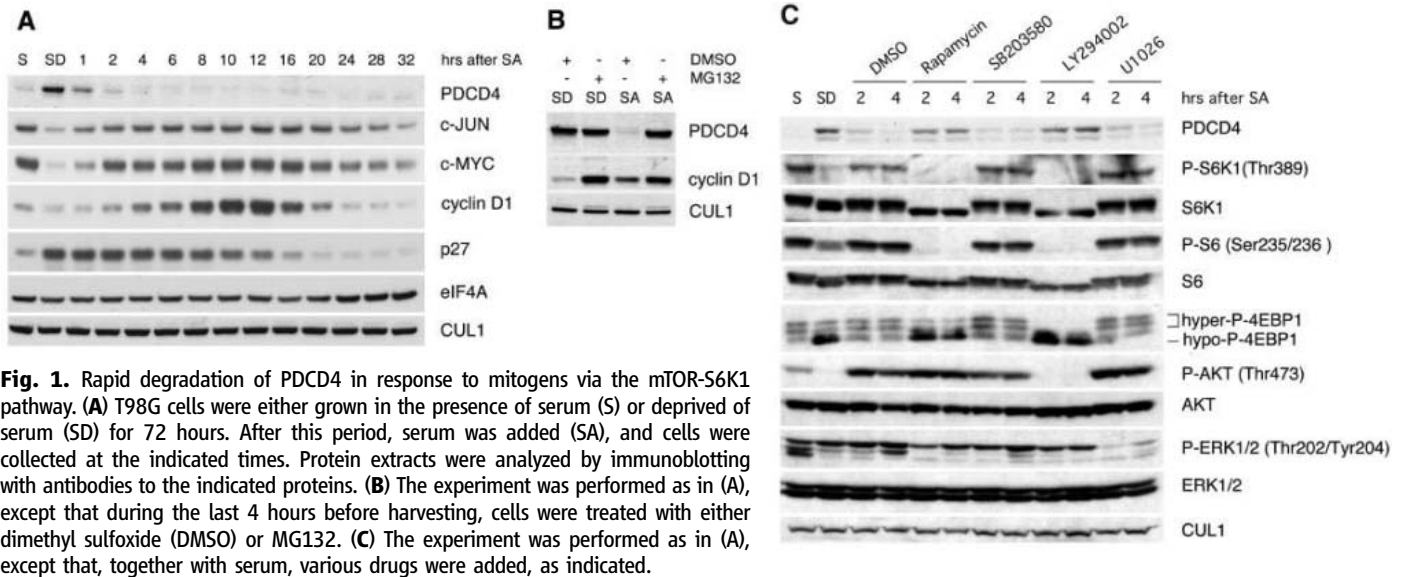 A
S SD 1 2 4 6 8 10 12 16 20 24 28 32 hrs after SA
PDCD4
c-JUN
c-MYC
cyclin D1
p27
eIF4A
CUL1
B
+ - + - DMSO
- + - + MG132
SD SD SA SA
PDCD4
cyclin D1
CUL1
C
DMSO Rapamycin SB203580 LY294002 U1026
S SD 2 4 2 4 2 4 2 4 2 4 hrs after SA
PDCD4
P-S6K1(Thr389)
S6K1
P-S6 (Ser235/236 )
S6
hyper-P-4EBP1
hypo-P-4EBP1
P-AKT (Thr473)
AKT
P-ERK1/2 (Thr202/Tyr204)
ERK1/2
CUL1
Fig. 1. Rapid degradation of PDCD4 in response to mitogens via the mTOR-S6K1
pathway. (A) T98G cells were either grown in the presence of serum (S) or deprived of
serum (SD) for 72 hours. After this period, serum was added (SA), and cells were
collected at the indicated times. Protein extracts were analyzed by immunoblotting
with antibodies to the indicated proteins. (B) The experiment was performed as in (A),
except that during the last 4 hours before harvesting, cells were treated with either
dimethyl sulfoxide (DMSO) or MG132. (C) The experiment was performed as in (A),
except that, together with serum, various drugs were added, as indicated.